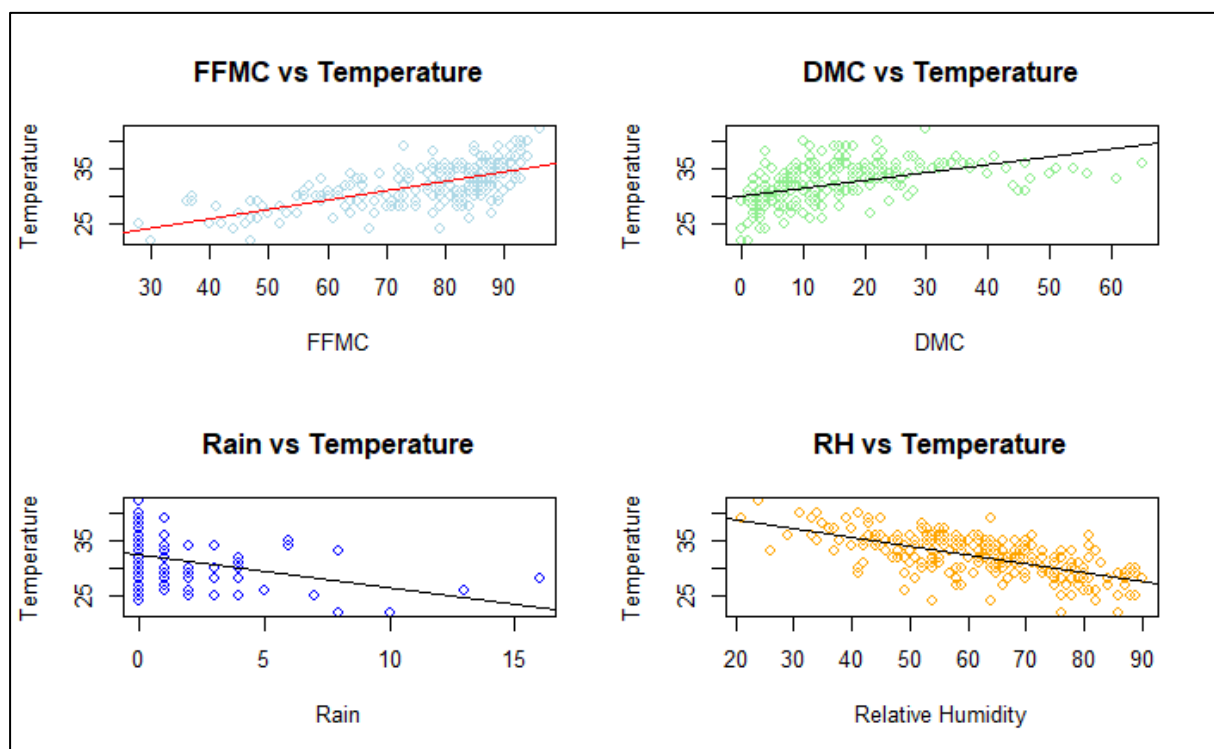 FFMC vs Temperature
Temperature
35
25
30 40 50 60 70 80 90
FFMC
DMC vs Temperature
Temperature
35
25
0 10 20 30 40 50 60
DMC
Rain vs Temperature
Temperature
35
25
0 5 10 15
Rain
RH vs Temperature
Temperature
35
25
20 30 40 50 60 70 80 90
Relative Humidity